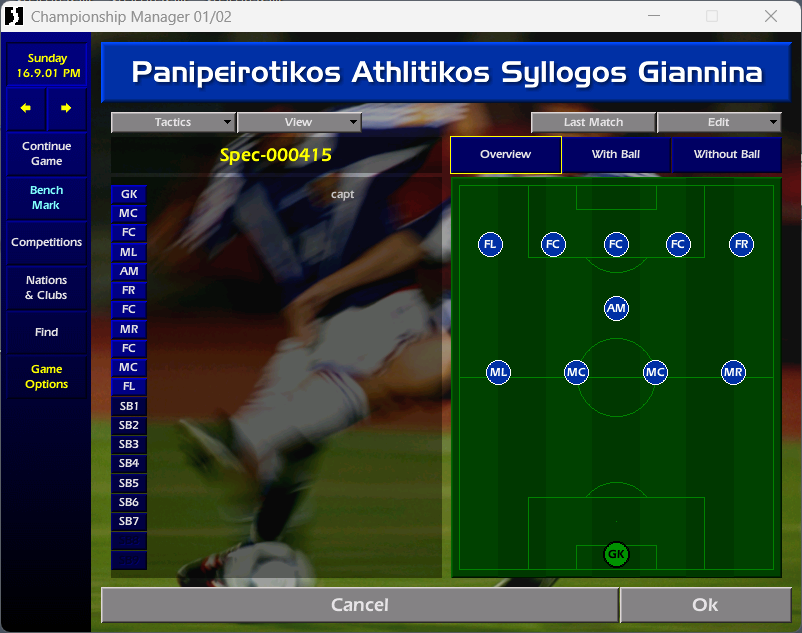 Championship Manager 01/02
Sunday
16.9.01 PM
Panipeirotikos Athlitikos Syllogos Giannina
Continue
Game
Bench
Mark
Competitions
Nations
& Clubs
Find
Game
Options
Tactics
View
Last Match
Edit
Spec-000415
Overview
With Ball
Without Ball
GK capt
MC
FC
ML
AM
FR
FC
MR
FC
MC
FL
SB1
SB2
SB3
SB4
SB5
SB6
SB7
FL FC FC FC FR
AM
ML MC MC MR
GK
Cancel
Ok